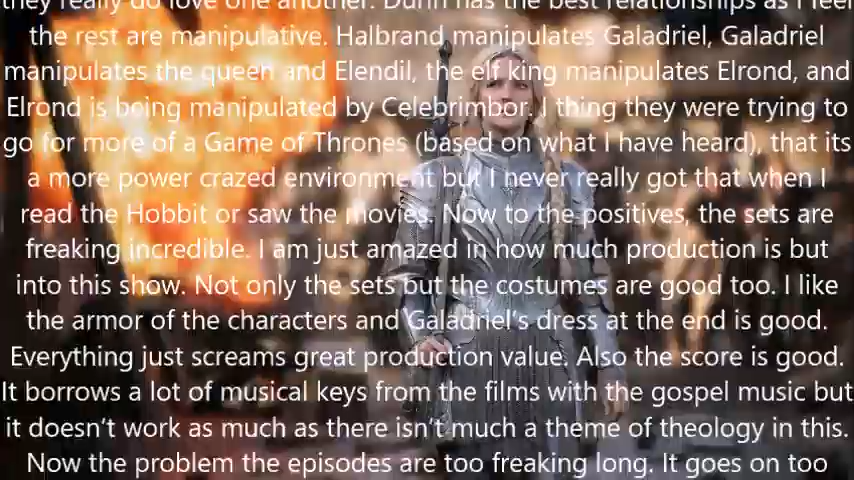 they really do love one another. Durin has the best relationships as I feel
the rest are manipulative. Halbrand manipulates Galadriel, Galadriel
manipulates the queen and Elendil, the elf king manipulates Elrond, and
Elrond is being manipulated by Celebrimbor. I thing they were trying to
go for more of a Game of Thrones (based on what I have heard), that its
a more power crazed environment but I never really got that when I
read the Hobbit or saw the movies. Now to the positives, the sets are
freaking incredible. I am just amazed in how much production is but
into this show. Not only the sets but the costumes are good too. I like
the armor of the characters and Galadriel’s dress at the end is good.
Everything just screams great production value. Also the score is good.
It borrows a lot of musical keys from the films with the gospel music but
it doesn’t work as much as there isn’t much a theme of theology in this.
Now the problem the episodes are too freaking long. It goes on too